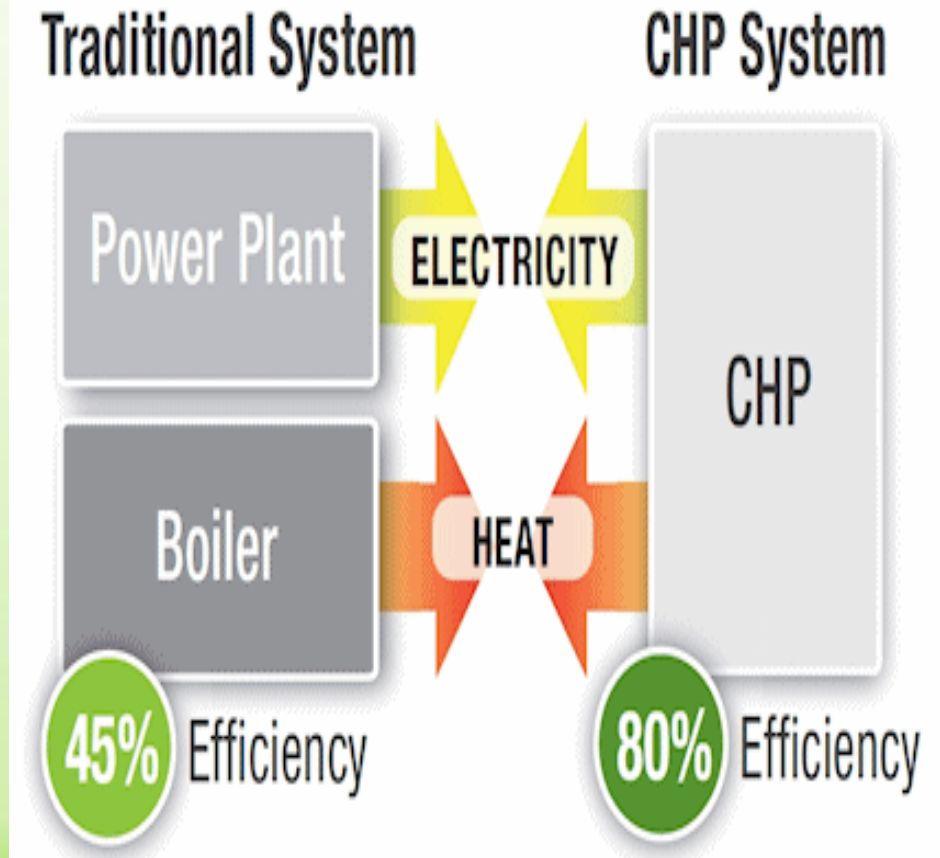 Traditional System
CHP System
Power Plant
ELECTRICITY
CHP
Boiler
HEAT
45% Efficiency
80% Efficiency